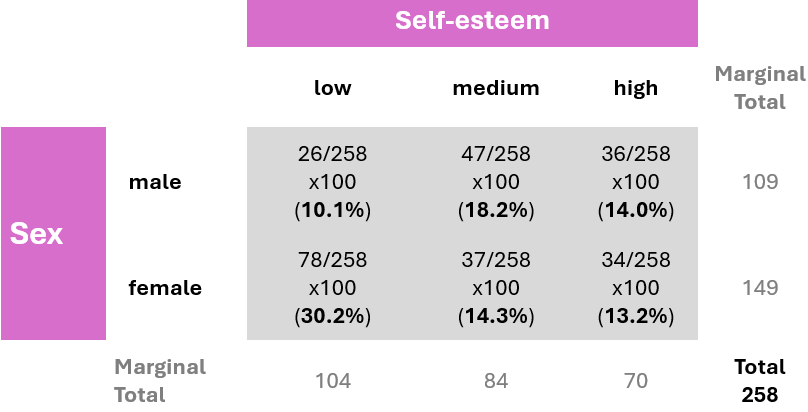 Self-esteem
low medium high Marginal
Total
26/258 47/258 36/258
male x100 x100 x100 109
(10.1%) (18.2%) (14.0%)
Sex
78/258 37/258 34/258
female x100 x100 x100 149
(30.2%) (14.3%) (13.2%)
Marginal Total
Total 104 84 70 258